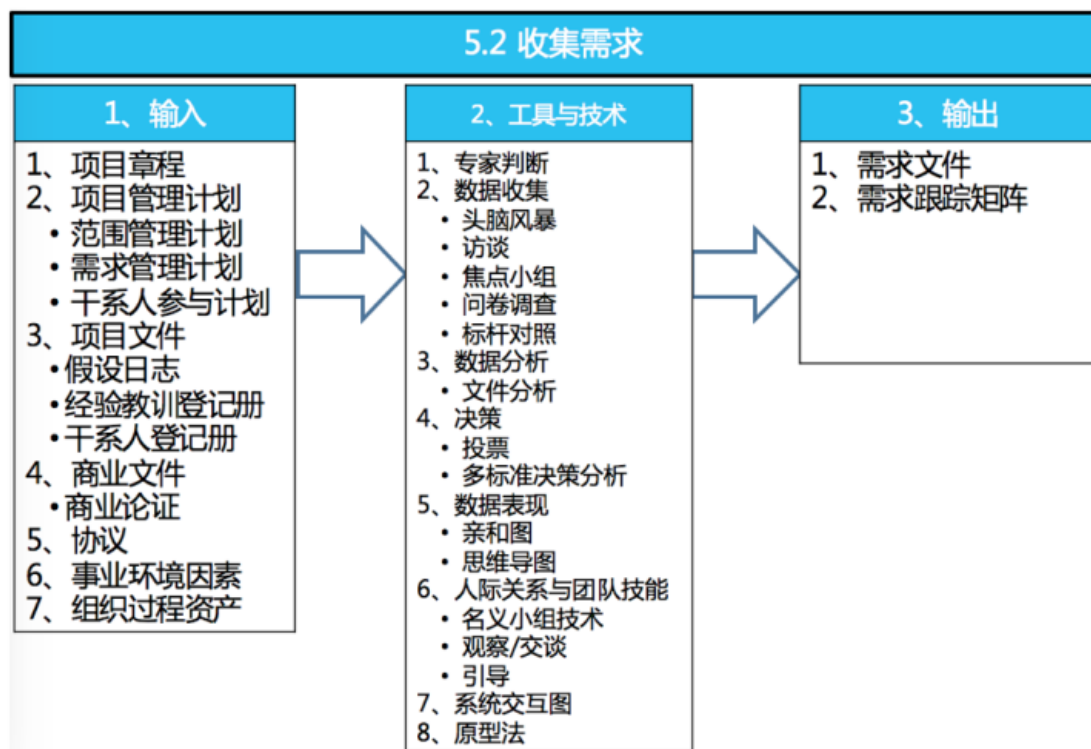 5.2 收集需求
1、输入
1、项目章程
2、项目管理计划
• 范围管理计划
• 需求管理计划
• 干系人参与计划
3、项目文件
•假设日志
•经验教训登记册
•干系人登记册
4、商业文件
•商业论证
5、协议
6、事业环境因素
7、组织过程资产
2、工具与技术
1、专家判断
2、数据收集
• 头脑风暴
• 访谈
• 焦点小组
• 问卷调查
• 标杆对照
3、数据分析
• 文件分析
4、决策
• 投票
• 多标准决策分析
5、数据表现
• 亲和图
• 思维导图
6、人际关系与团队技能
• 名义小组技术
• 观察/交谈
• 引导
7、系统交互图
8、原型法
3、输出
1、需求文件
2、需求跟踪矩阵